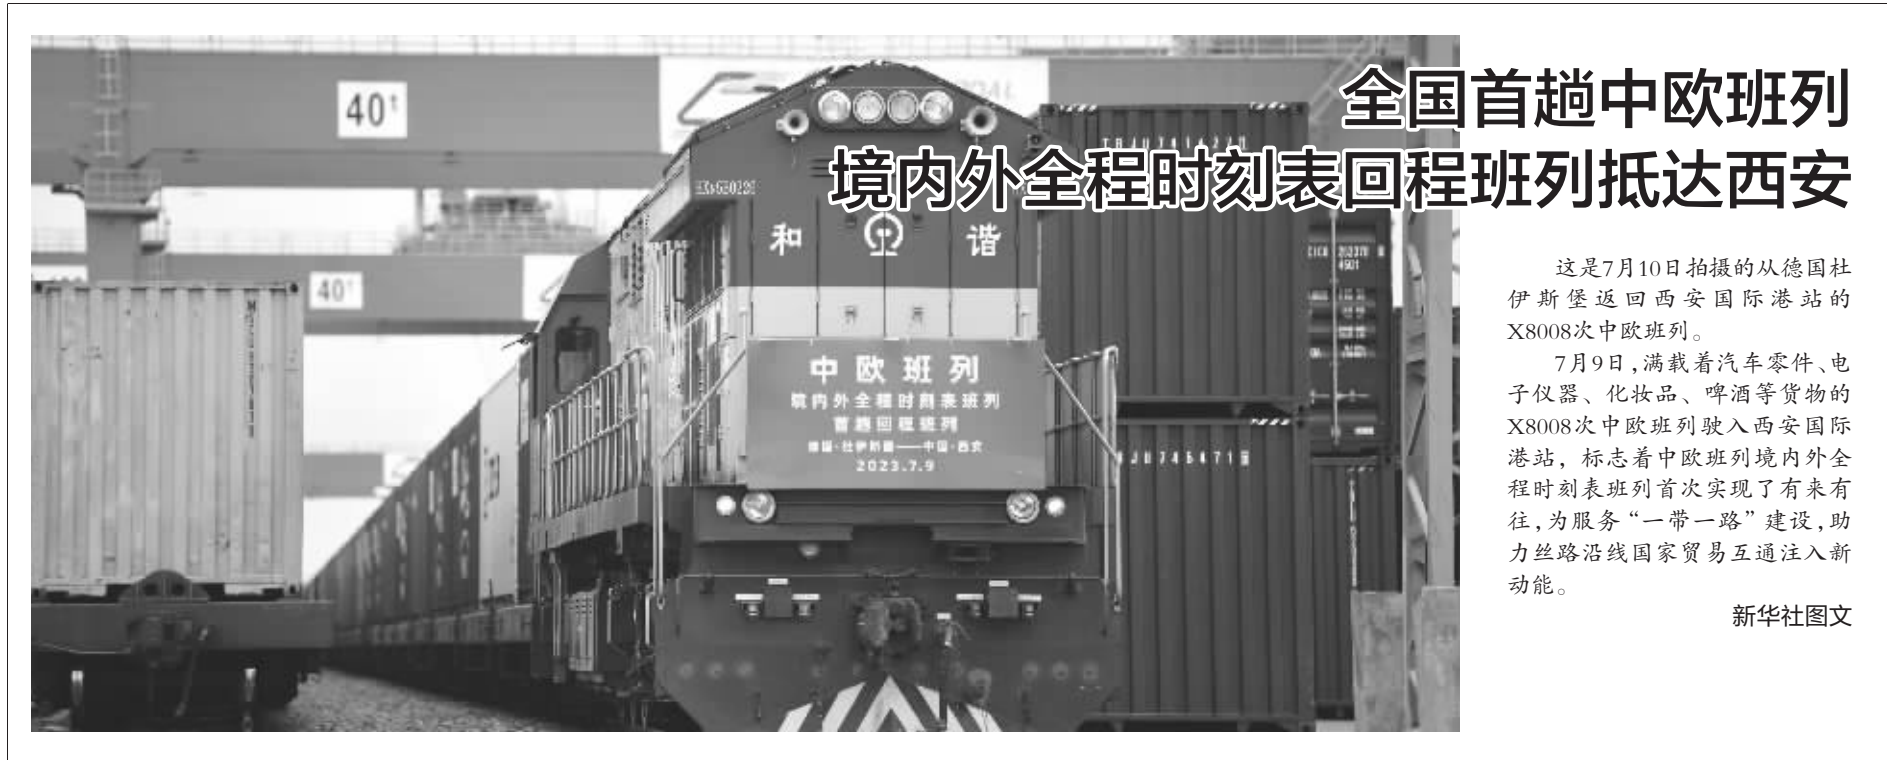 全国首趟中欧班列
境内外全程时刻表回程班列抵达西安
40t
40t
和 谐
中欧班列
境内外全程时刻表班列
首趟回程班列
德国·杜伊斯堡——中国·西安
2023.7.9
这是7月10日拍摄的从德国杜
伊斯堡返回西安国际港站的
X8008次中欧班列。
7月9日，满载着汽车零件、电
子仪器、化妆品、啤酒等货物的
X8008次中欧班列驶入西安国际
港站，标志着中欧班列境内外全
程时刻表班列首次实现了有来有
往，为服务“一带一路”建设，助
力丝路沿线国家贸易互通注入新
动能。
新华社图文